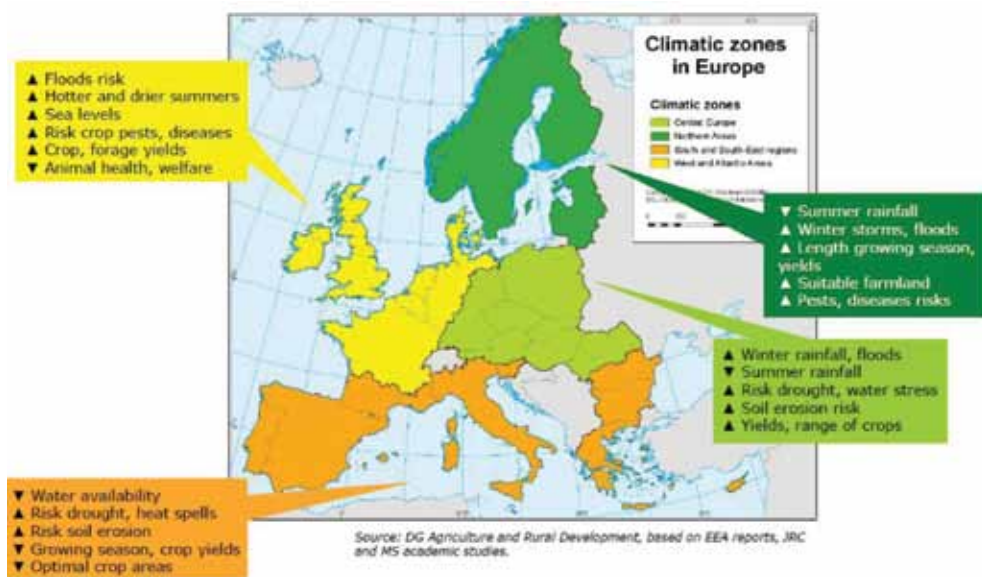 Climatic zones
in Europe
Climatic zones
Central Europe
Northern Areas
South and South-East regions
West and Atlantic Areas
▲ Floods risk
▲ Hotter and drier summers
▲ Sea levels
▲ Risk crop pests, diseases
▲ Crop, forage yields
▼ Animal health, welfare
▼ Summer rainfall
▲ Winter storms, floods
▲ Length growing season,
yields
▲ Suitable farmland
▲ Pests, diseases risks
▲ Winter rainfall, floods
▼ Summer rainfall
▲ Risk drought, water stress
▲ Soil erosion risk
▲ Yields, range of crops
▼ Water availability
▲ Risk drought, heat spells
▲ Risk soil erosion
▼ Growing season, crop yields
▼ Optimal crop areas
Source: DG Agriculture and Rural Development, based on EEA reports, JRC
and MS academic studies.